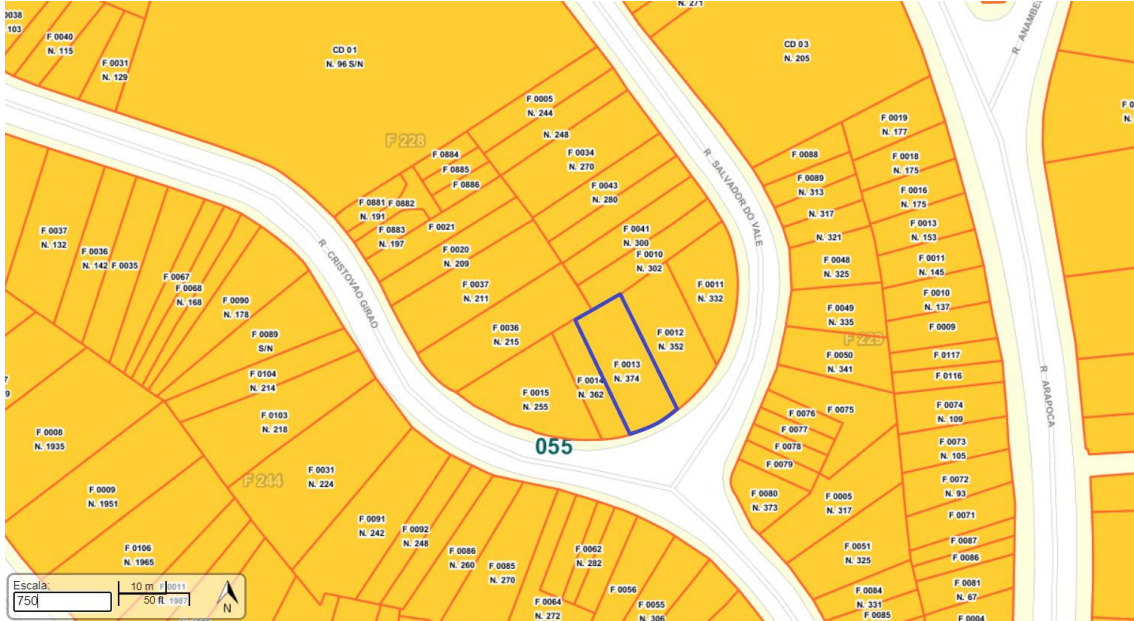 0038
103
F 0040
N. 115
F 0031
N. 129
CD 01
N. 96 S/N
N. 271
CD 03
N. 205
R - ANAMBE
F 228
F 0005
N. 244
N. 248
F 0034
N. 270
F 0043
N. 280
F 0041
N. 300
F 0010
N. 302
F 0011
N. 332
F 0012
N. 352
F 0013
N. 374
F 0014
N. 362
F 0015
N. 255
F 0036
N. 215
F 0037
N. 211
F 0020
N. 209
F 0021
F 0884
F 0885
F 0886
F 0881
N. 191
F 0882
F 0883
N. 197
R - SALVADOR DO VALE
R - CRISTOVAO GIRAO
R - ARAPOCA
F 0019
N. 177
F 0018
N. 175
F 0016
N. 175
F 0013
N. 153
F 0011
N. 145
F 0010
N. 137
F 0009
F 0117
F 0116
F 0074
N. 109
F 0073
N. 105
F 0072
N. 93
F 0071
F 0087
F 0086
F 0081
N. 67
F 0004
F 0088
F 0089
N. 313
N. 317
N. 321
F 0048
N. 325
F 0049
N. 335
F 229
F 0050
N. 341
F 0075
F 0076
F 0077
F 0078
F 0079
F 0080
N. 373
F 0005
N. 317
F 0051
N. 325
F 0084
N. 331
F 0085
F 0
N.
F 0037
N. 132
F 0036
N. 142
F 0035
F 0067
F 0068
N. 168
F 0090
N. 178
F 0089
S/N
F 0104
N. 214
F 0103
N. 218
F 244
F 0031
N. 224
F 0091
N. 242
F 0092
N. 248
F 0086
N. 260
F 0085
N. 270
F 0062
N. 282
F 0064
N. 272
F 0056
F 0055
N. 306
055
F 0008
N. 1935
F 0009
N. 1951
F 0106
N. 1965
F 0011
N. 1987
Escala:
750
10 m
50 ft
N